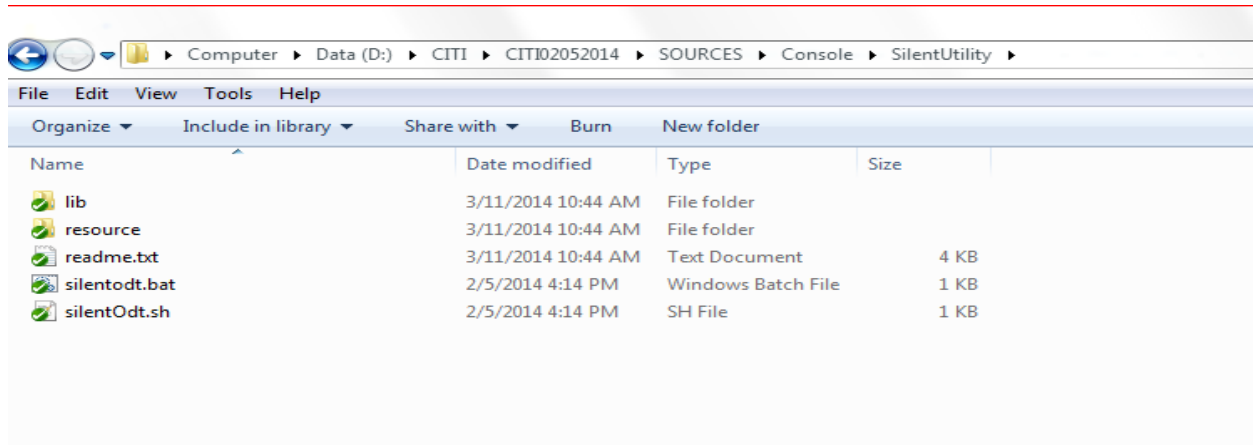 Computer Data (D:) CITI CITI02052014 SOURCES Console SilentUtility
File Edit View Tools Help
Organize Include in library Share with Burn New folder
Name Date modified Type Size
lib 3/11/2014 10:44 AM File folder
resource 3/11/2014 10:44 AM File folder
readme.txt 3/11/2014 10:44 AM Text Document 4 KB
silentodt.bat 2/5/2014 4:14 PM Windows Batch File 1 KB
silentOdt.sh 2/5/2014 4:14 PM SH File 1 KB